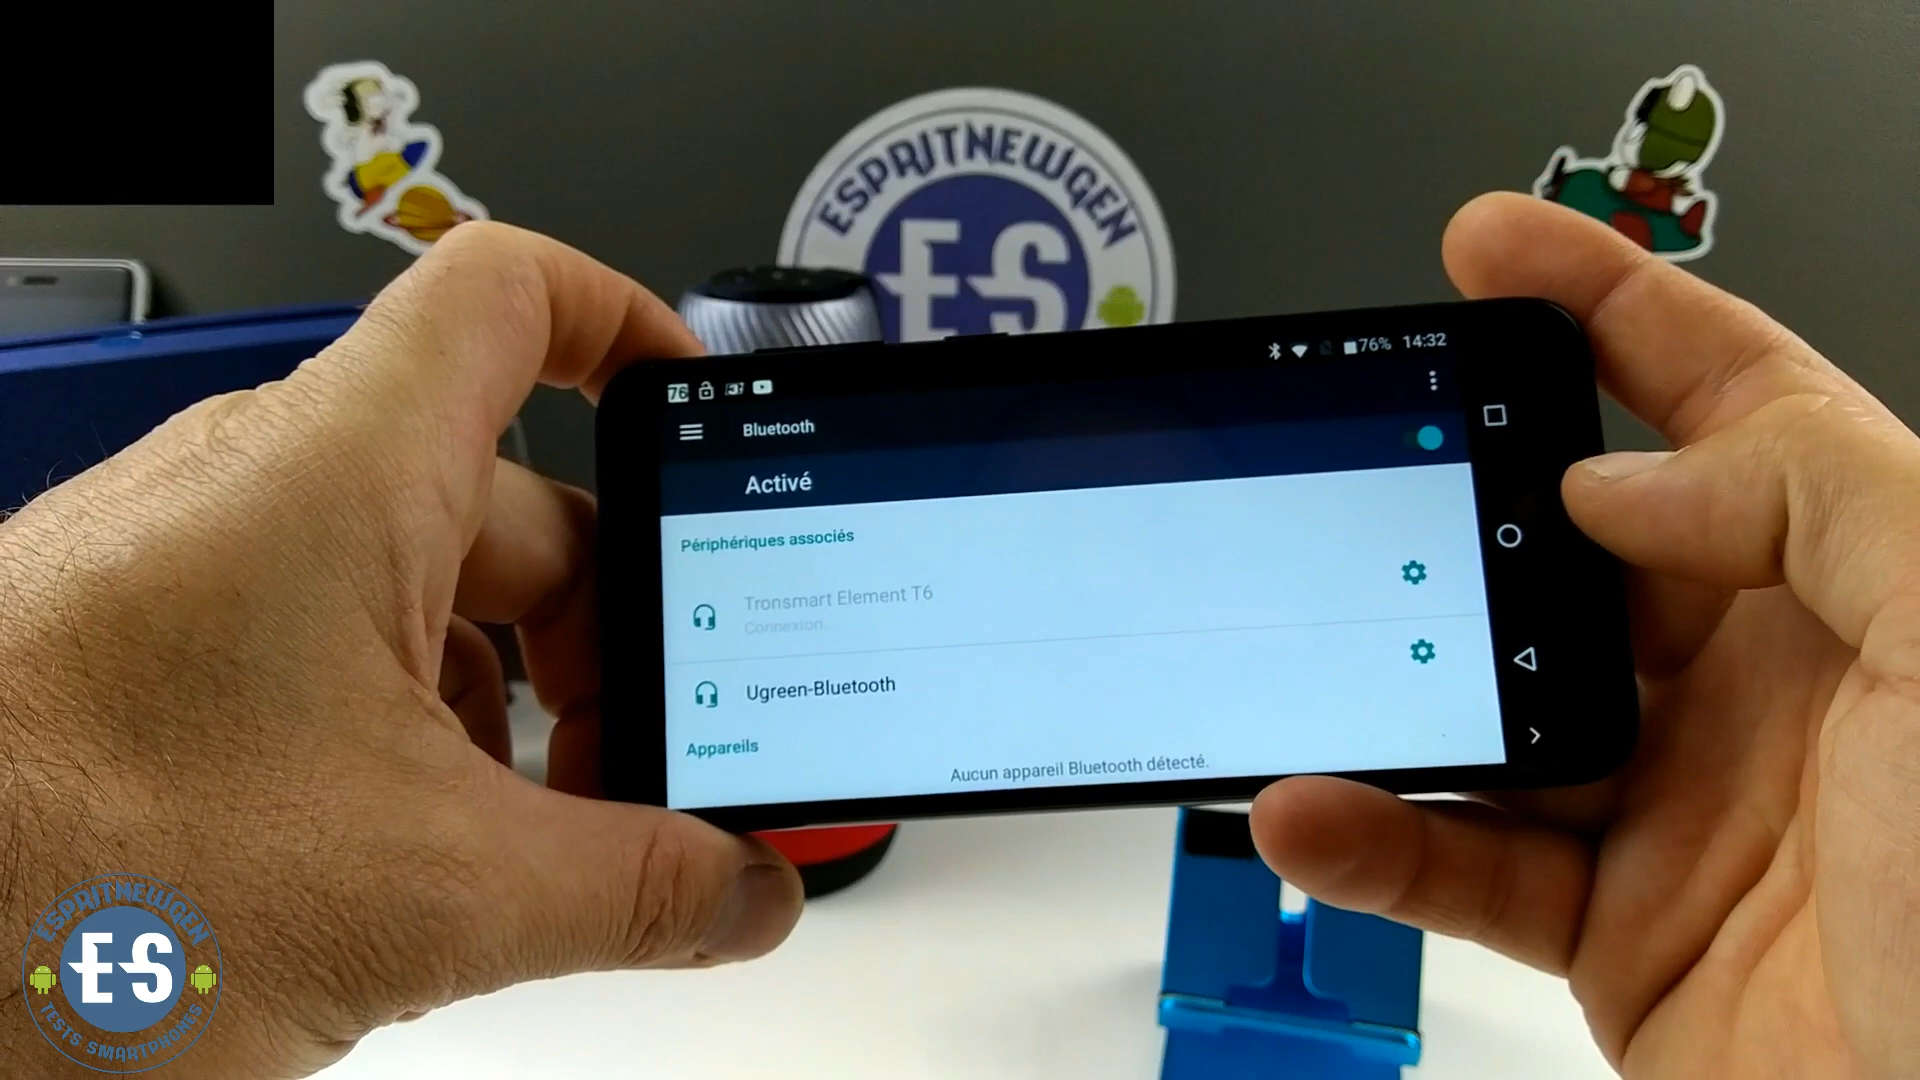 ESPRITNEWGEN
ES
76% 14:32
76
Bluetooth
Activé
Périphériques associés
Tronsmart Element T6
Connexion...
Ugreen-Bluetooth
Appareils
Aucun appareil Bluetooth détecté.
ESPRITNEWGEN
ES
TESTS SMARTPHONES